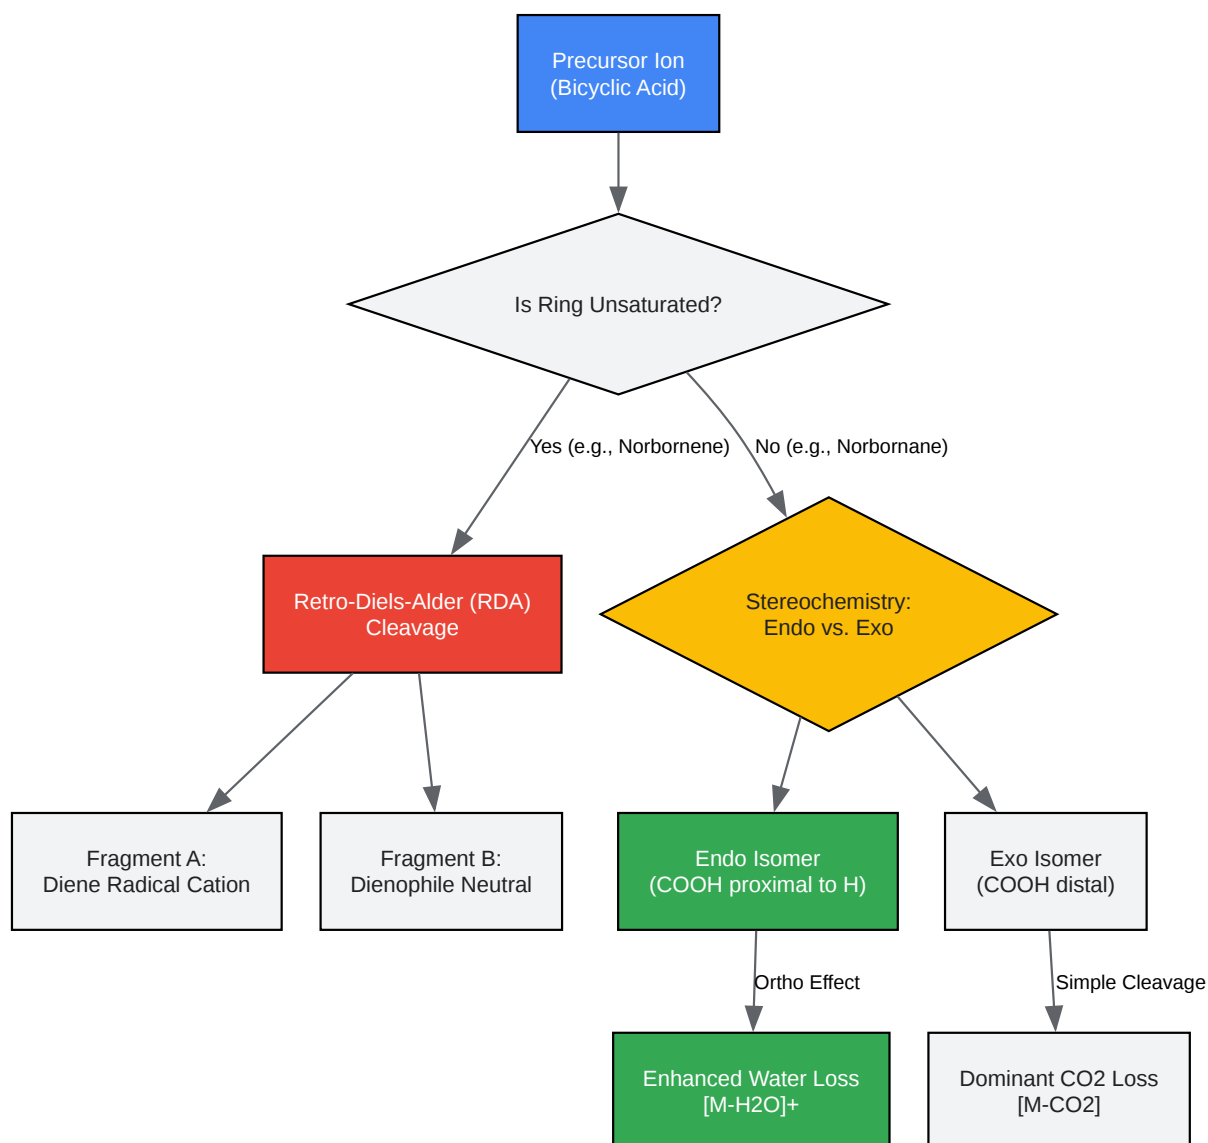 Precursor Ion
(Bicyclic Acid)
Is Ring Unsaturated?
Yes (e.g., Norbornene)
No (e.g., Norbornane)
Retro-Diels-Alder (RDA)
Cleavage
Stereochemistry:
Endo vs. Exo
Fragment A:
Diene Radical Cation
Fragment B:
Dienophile Neutral
Endo Isomer
(COOH proximal to H)
Exo Isomer
(COOH distal)
Ortho Effect
Simple Cleavage
Enhanced Water Loss
[M-H2O]+
Dominant CO2 Loss
[M-CO2]